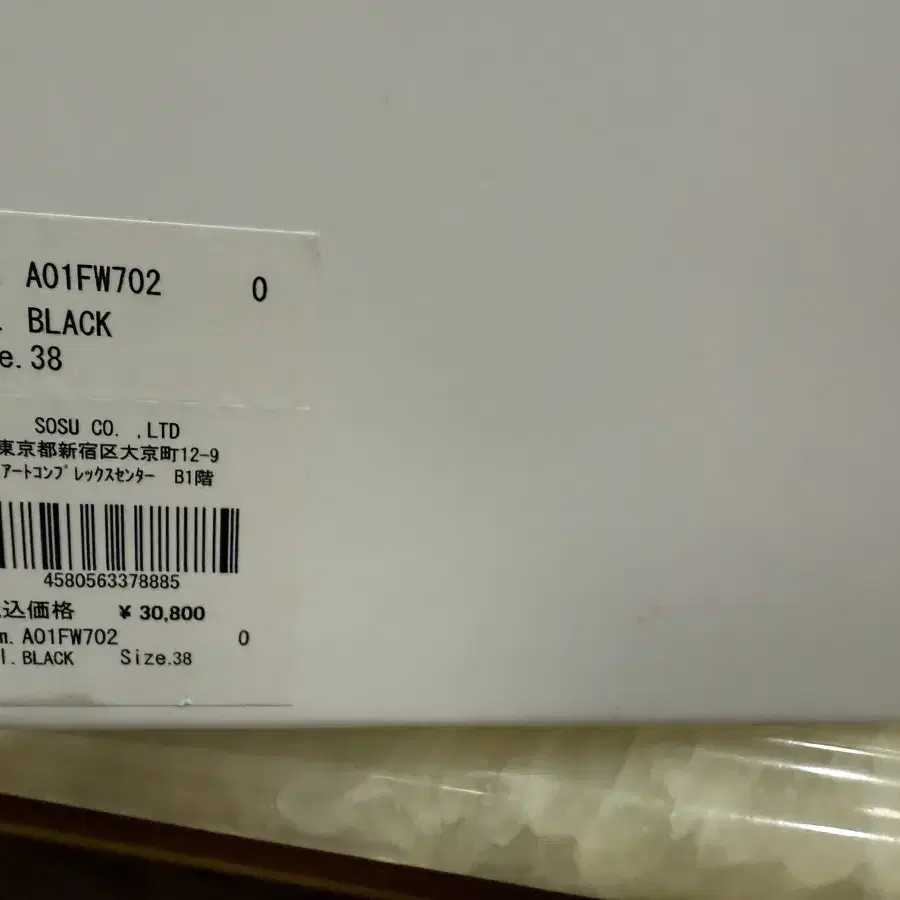 A01FW702 0
. BLACK
e.38
SOSU CO. ,LTD
東京都新宿区大京町12-9
アートコンプレックスセンター B1階
4580563378885
込価格 ¥ 30,800
m. A01FW702 0
l. BLACK Size.38